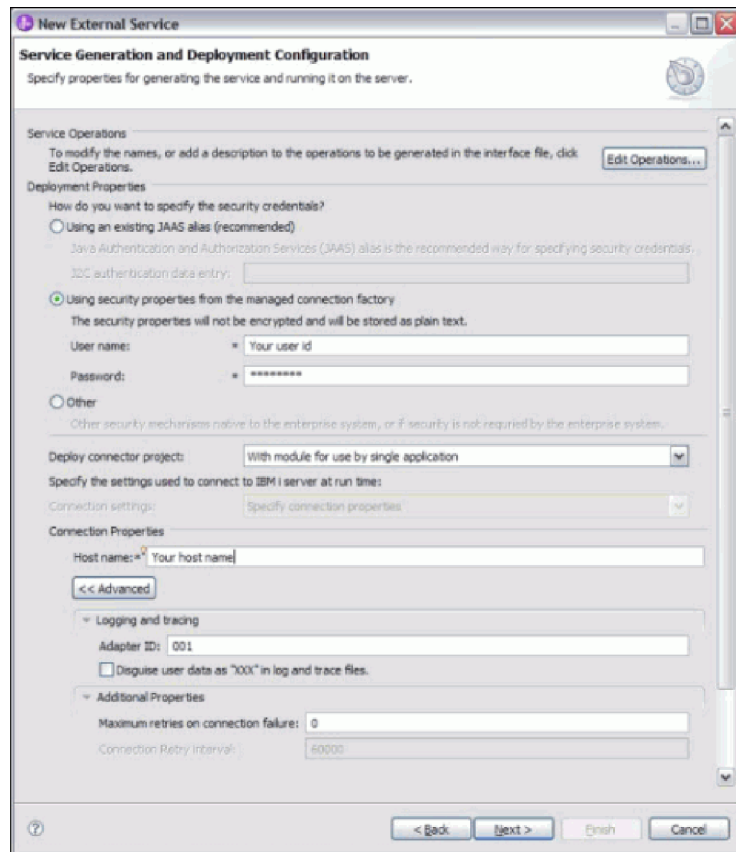 New External Service
Service Generation and Deployment Configuration
Specify properties for generating the service and running it on the server.
Service Operations
To modify the names, or add a description to the operations to be generated in the interface file, click
Edit Operations.
Edit Operations...
Deployment Properties
How do you want to specify the security credentials?
Using an existing JAAS alias (recommended)
Java Authentication and Authorization Services (JAAS) alias is the recommended way for specifying security credentials.
J2C authentication data entry:
Using security properties from the managed connection factory
The security properties will not be encrypted and will be stored as plain text.
User name: * Your user id
Password: * ********
Other
Other security mechanisms native to the enterprise system, or if security is not requried by the enterprise system.
Deploy connector project: With module for use by single application
Specify the settings used to connect to IBM i server at run time:
Connection settings: Specify connection properties
Connection Properties
Host name:* Your host name
<< Advanced
Logging and tracing
Adapter ID: 001
Disguise user data as "XXX" in log and trace files.
Additional Properties
Maximum retries on connection failure: 0
Connection Retry interval: 60000
? < Back Next > Finish Cancel